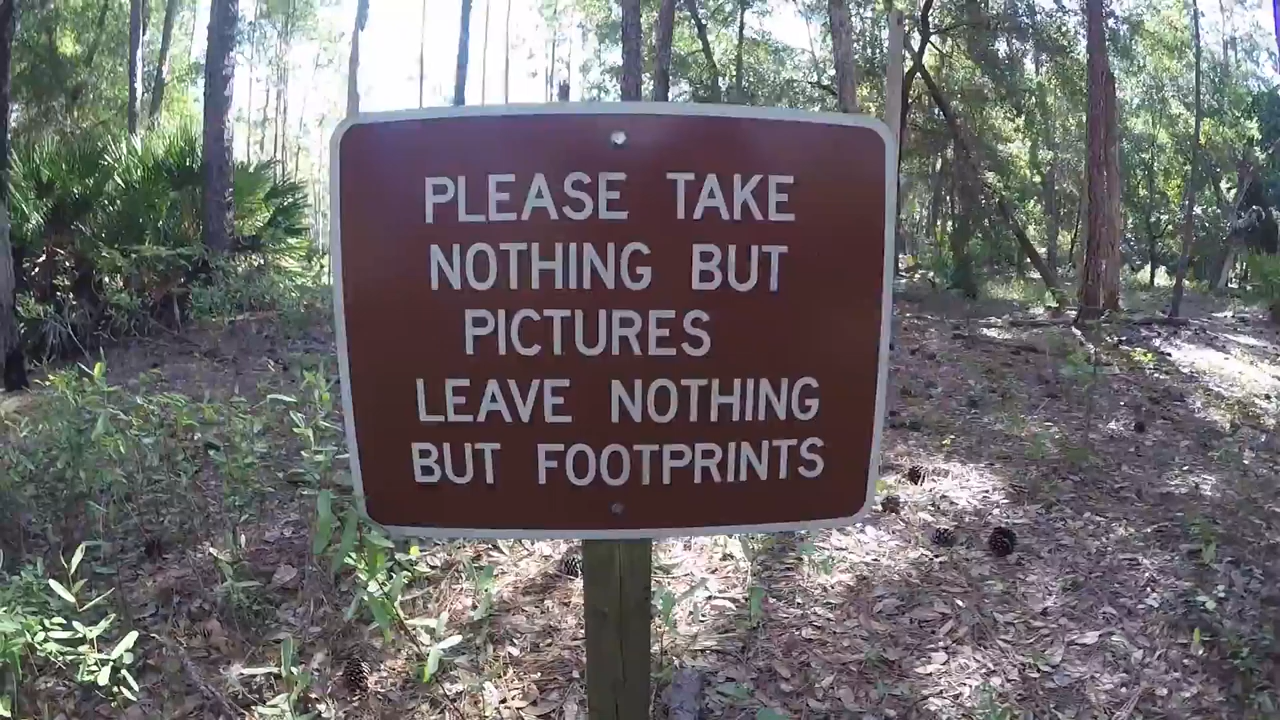 PLEASE TAKE
NOTHING BUT
PICTURES
LEAVE NOTHING
BUT FOOTPRINTS